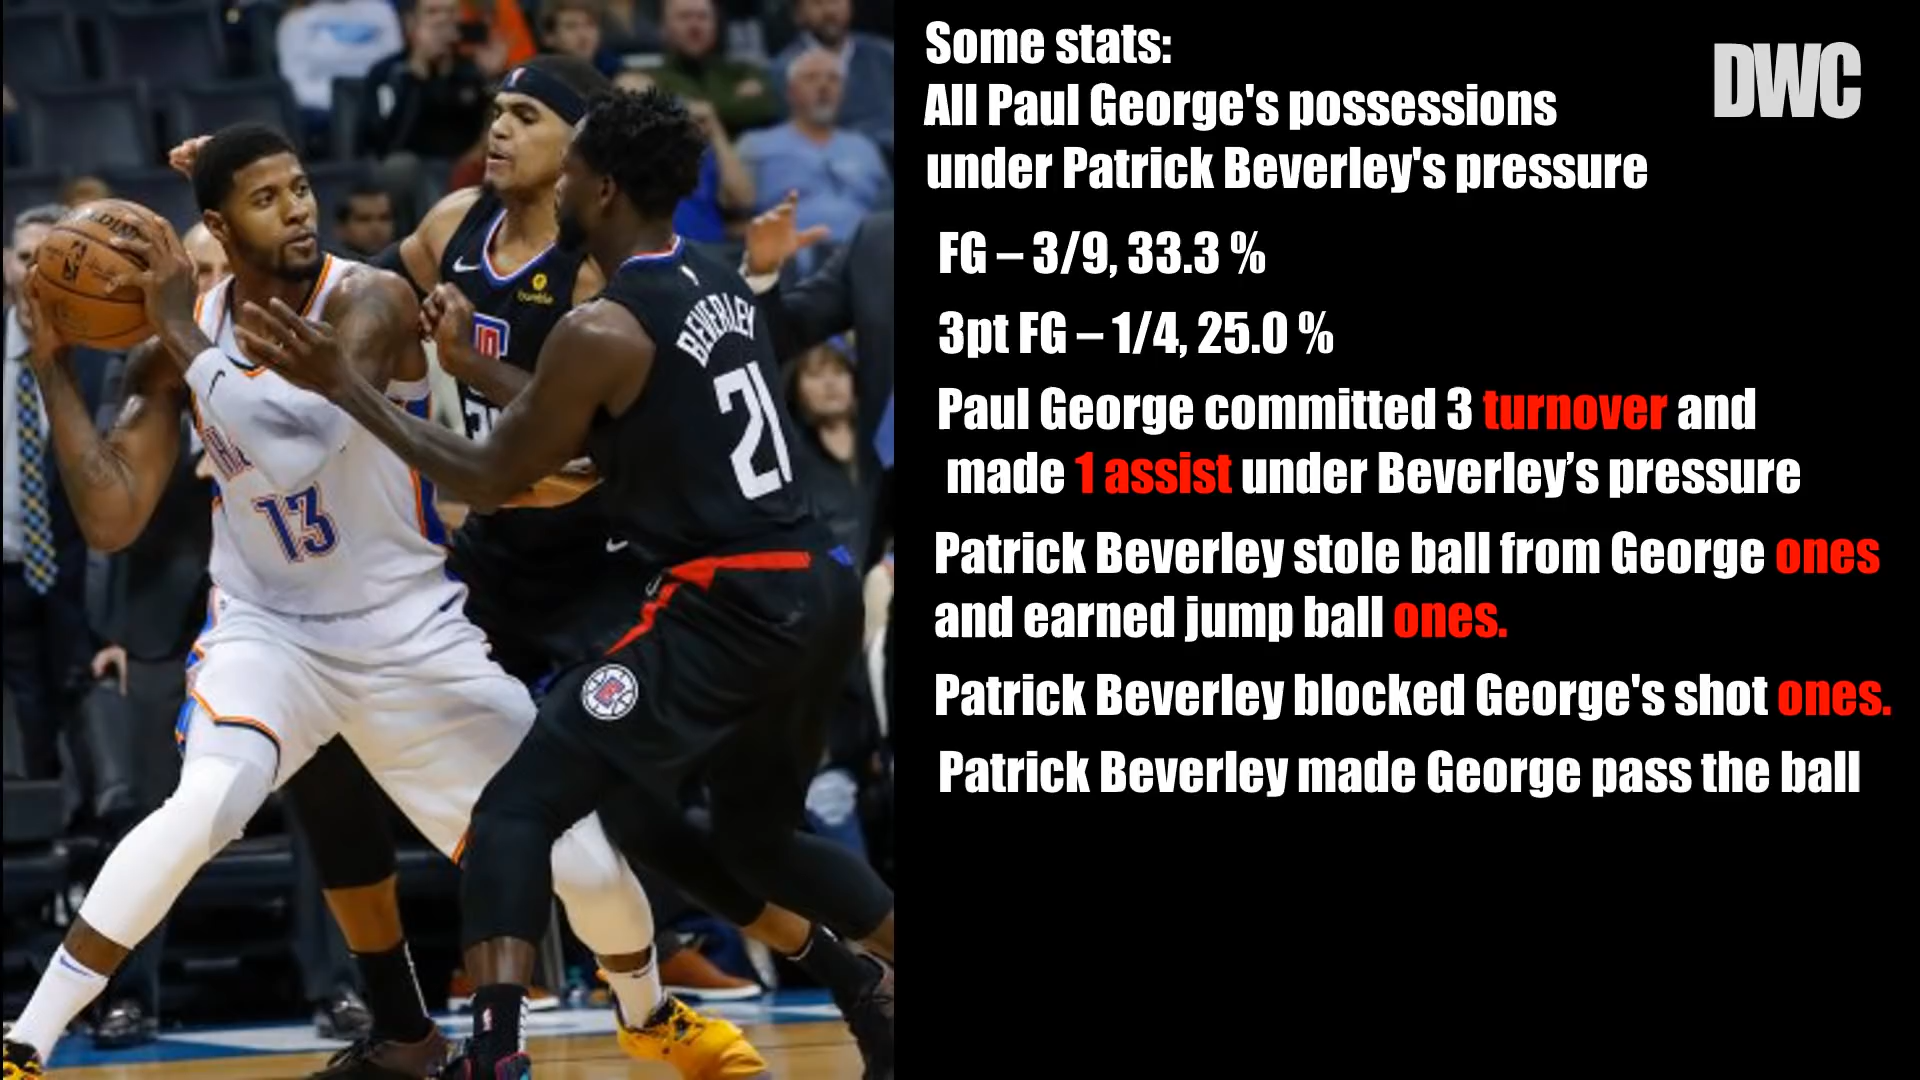 Some stats:
All Paul George's possessions
under Patrick Beverley's pressure
FG – 3/9, 33.3 %
3pt FG – 1/4, 25.0 %
Paul George committed 3 turnover and
made 1 assist under Beverley’s pressure
Patrick Beverley stole ball from George ones
and earned jump ball ones.
Patrick Beverley blocked George's shot ones.
Patrick Beverley made George pass the ball
DWC
BEVERLEY
21
13